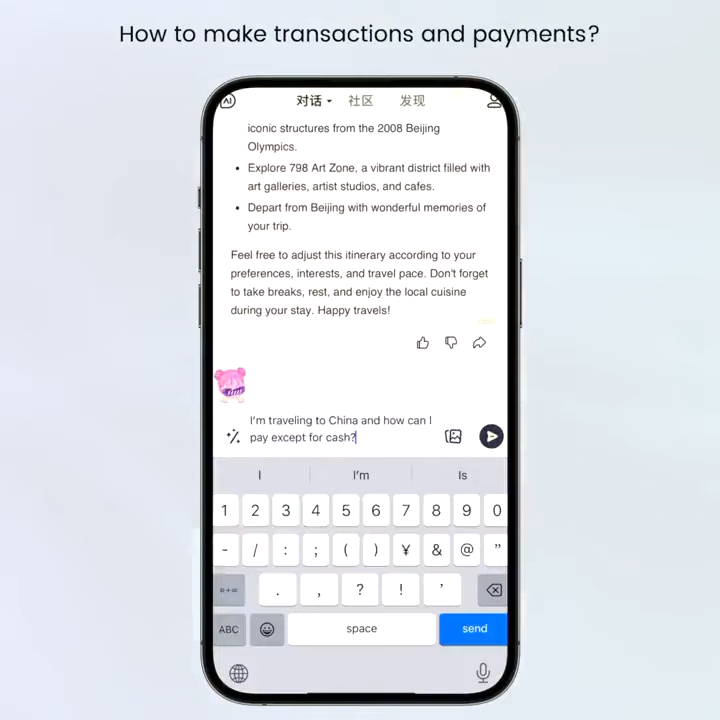 How to make transactions and payments?
AI
对话 社区 发现
iconic structures from the 2008 Beijing
Olympics.
• Explore 798 Art Zone, a vibrant district filled with
art galleries, artist studios, and cafes.
• Depart from Beijing with wonderful memories of
your trip.
Feel free to adjust this itinerary according to your
preferences, interests, and travel pace. Don't forget
to take breaks, rest, and enjoy the local cuisine
during your stay. Happy travels!
I'm traveling to China and how can I
pay except for cash?
I I'm Is
1 2 3 4 5 6 7 8 9 0
- / : ; ( ) ¥ & @ "
#+= . , ? ! '
ABC space send